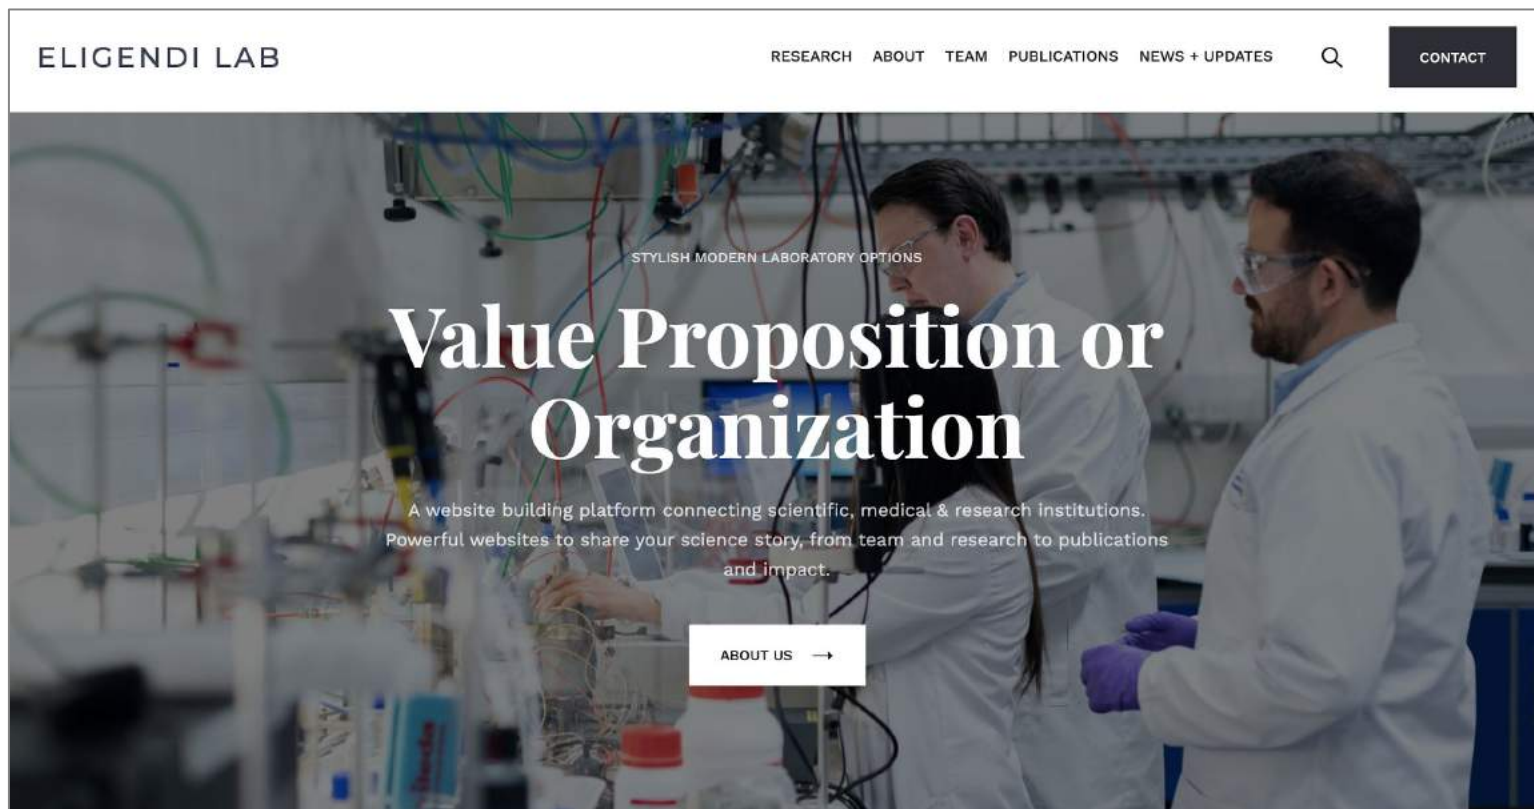 ELIGENDI LAB
RESEARCH ABOUT TEAM PUBLICATIONS NEWS + UPDATES CONTACT
STYLISH MODERN LABORATORY OPTIONS
Value Proposition or
Organization
A website building platform connecting scientific, medical & research institutions.
Powerful websites to share your science story, from team and research to publications
and impact.
ABOUT US →